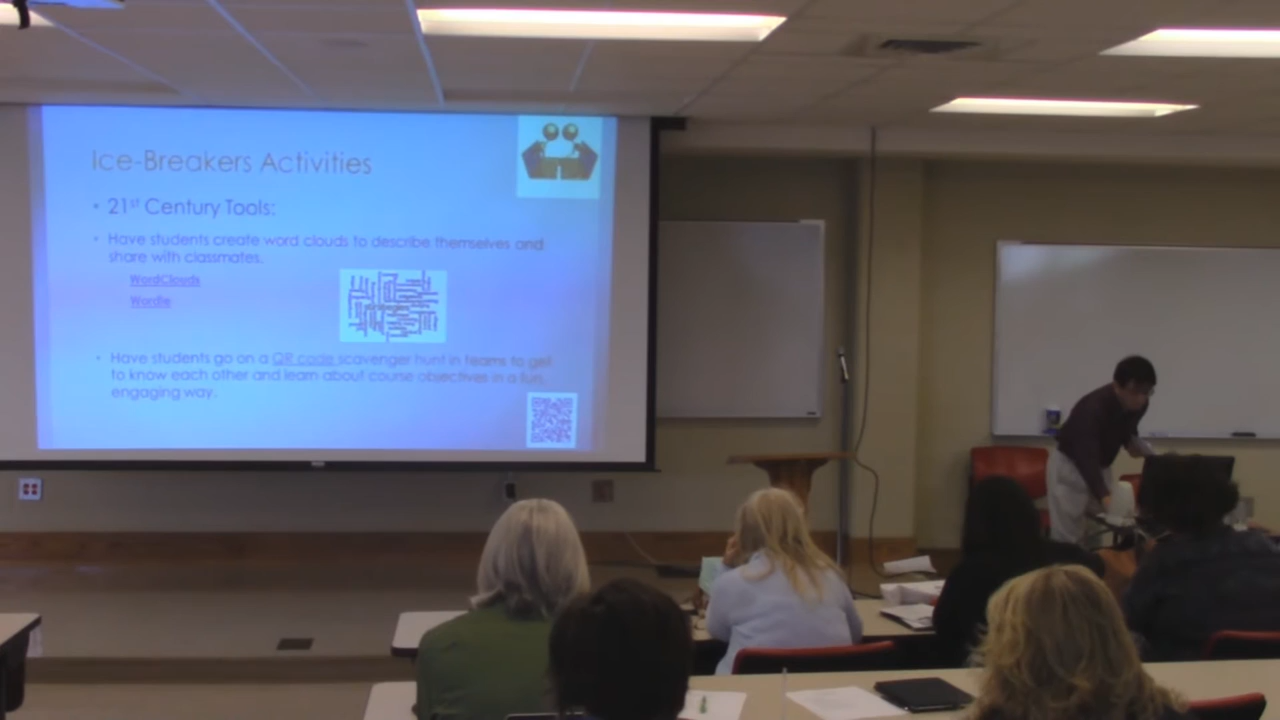 Ice-Breakers Activities
• 21st Century Tools:
• Have students create word clouds to describe themselves and
share with classmates.
WordClouds
Wordle
• Have students go on a QR code scavenger hunt in teams to get
to know each other and learn about course objectives in a fun,
engaging way.